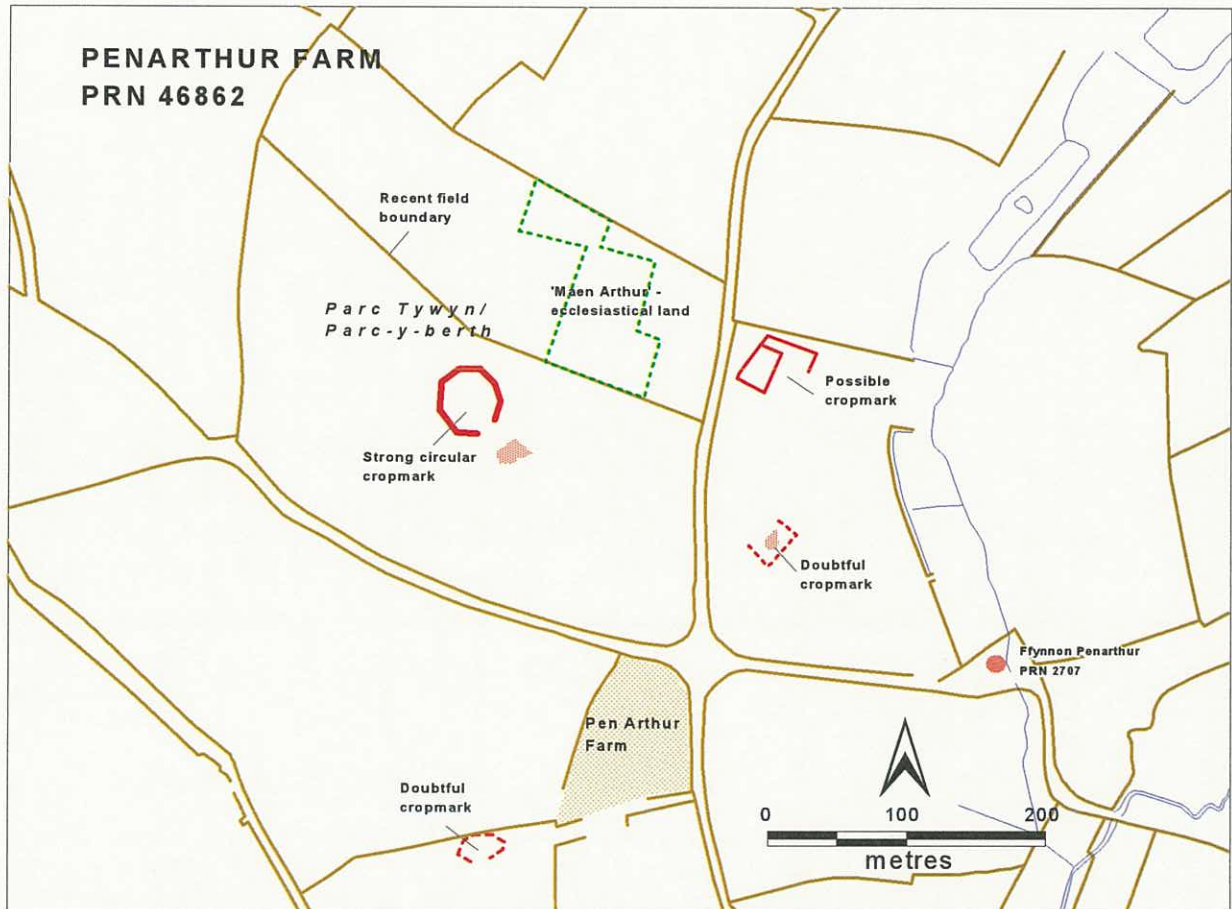 PENARTHUR FARM
PRN 46862
Recent field
boundary
'Maen Arthur' -
ecclesiastical land
Parc Tywyn/
Parc-y-berth
Possible
cropmark
Strong circular
cropmark
Doubtful
cropmark
Ffynnon Penarthur
PRN 2707
Pen Arthur
Farm
Doubtful
cropmark
0 100 200
metres